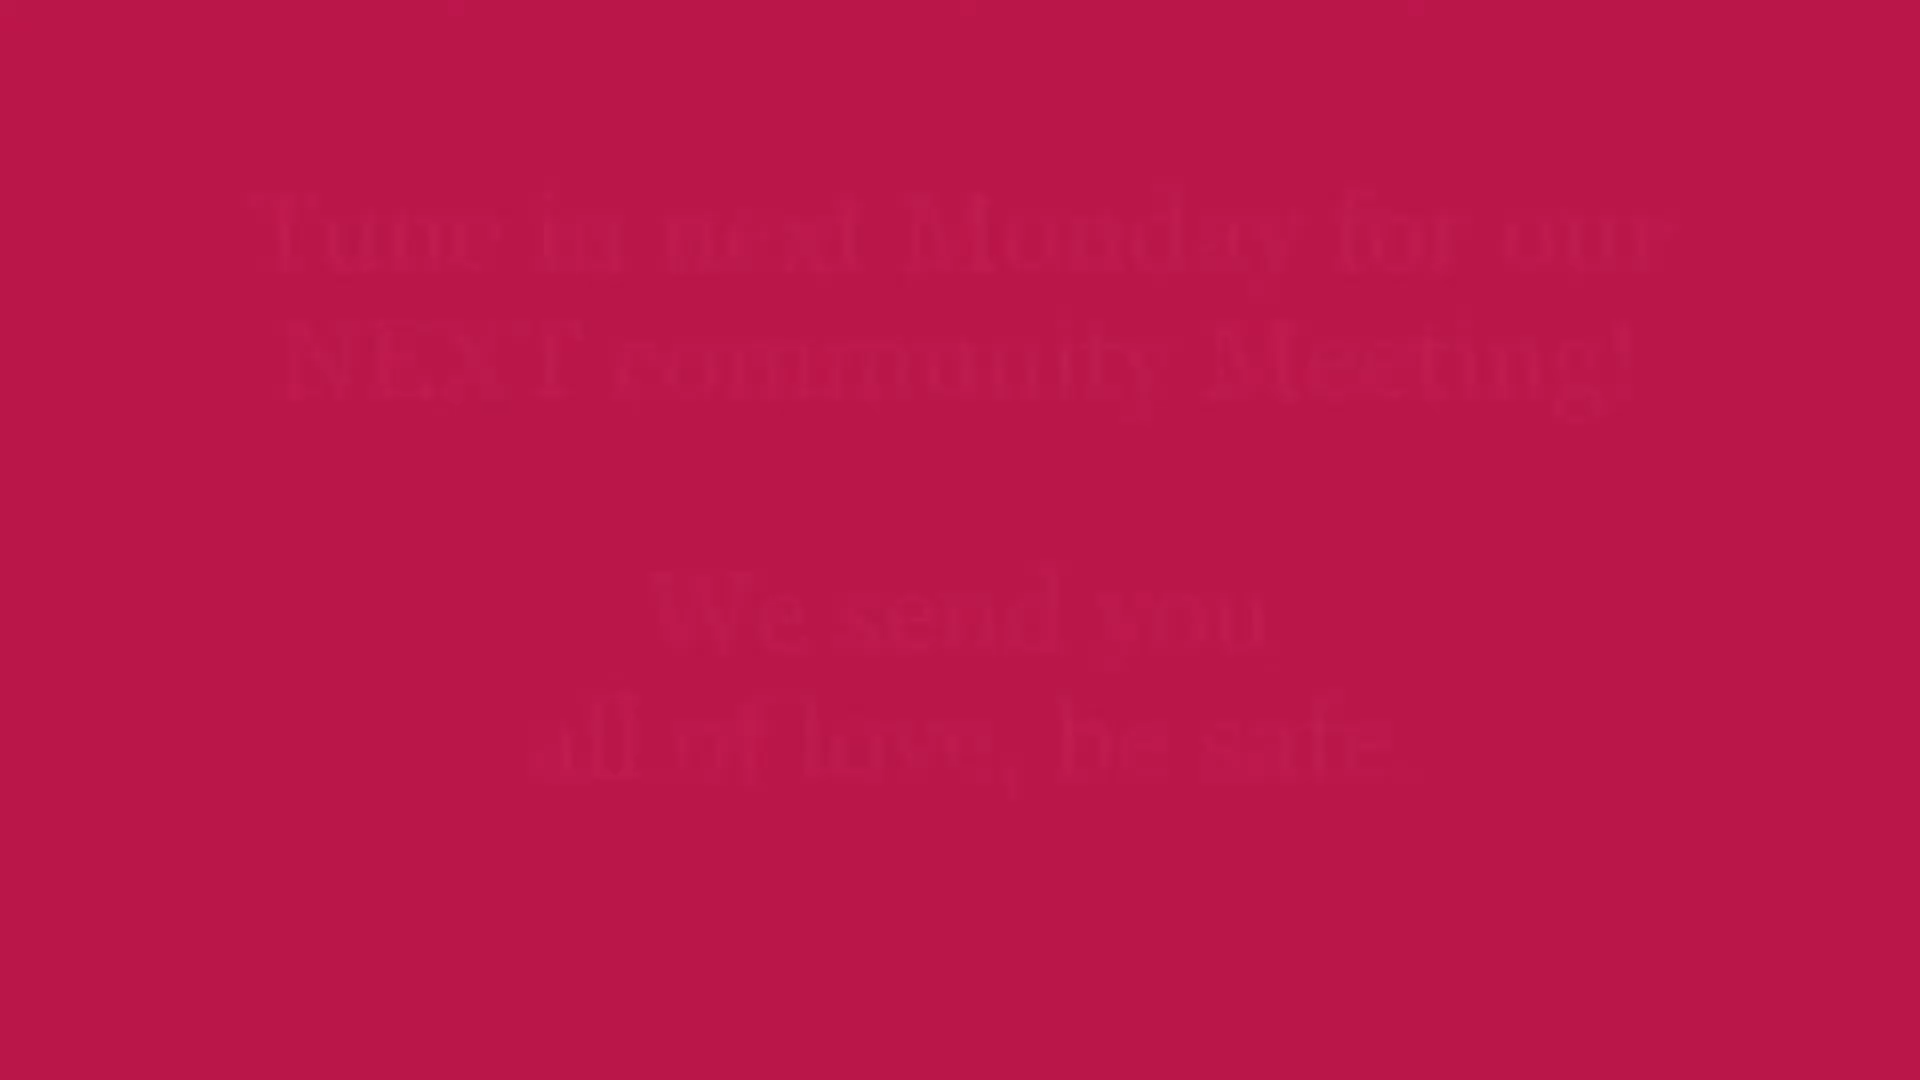 Tune in next Monday for our
NEXT community Meeting!
We send you
all of love, be safe.